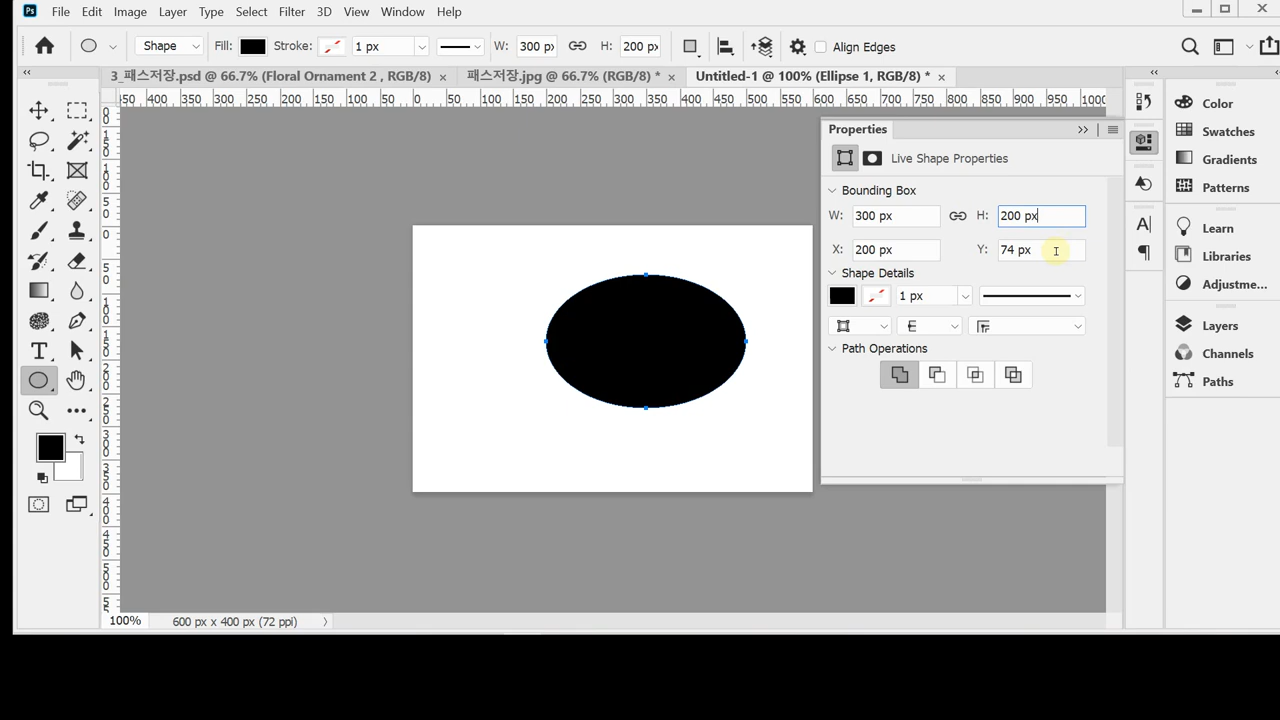 Ps File Edit Image Layer Type Select Filter 3D View Window Help
Shape Fill: Stroke: 1 px W: 300 px H: 200 px Align Edges
3_패스저장.psd @ 66.7% (Floral Ornament 2 , RGB/8) × 패스저장.jpg @ 66.7% (RGB/8) * × Untitled-1 @ 100% (Ellipse 1, RGB/8) * ×
400 350 300 250 200 150 100 50 0 50 100 150 200 250 300 350 400 450 500 550 600 650 700 750 800 850 900 950 1000
Properties
Live Shape Properties
Bounding Box
W: 300 px H: 200 px
X: 200 px Y: 74 px
Shape Details
1 px
Path Operations
Color
Swatches
Gradients
Patterns
Learn
Libraries
Adjustme...
Layers
Channels
Paths
100% 600 px x 400 px (72 ppi)